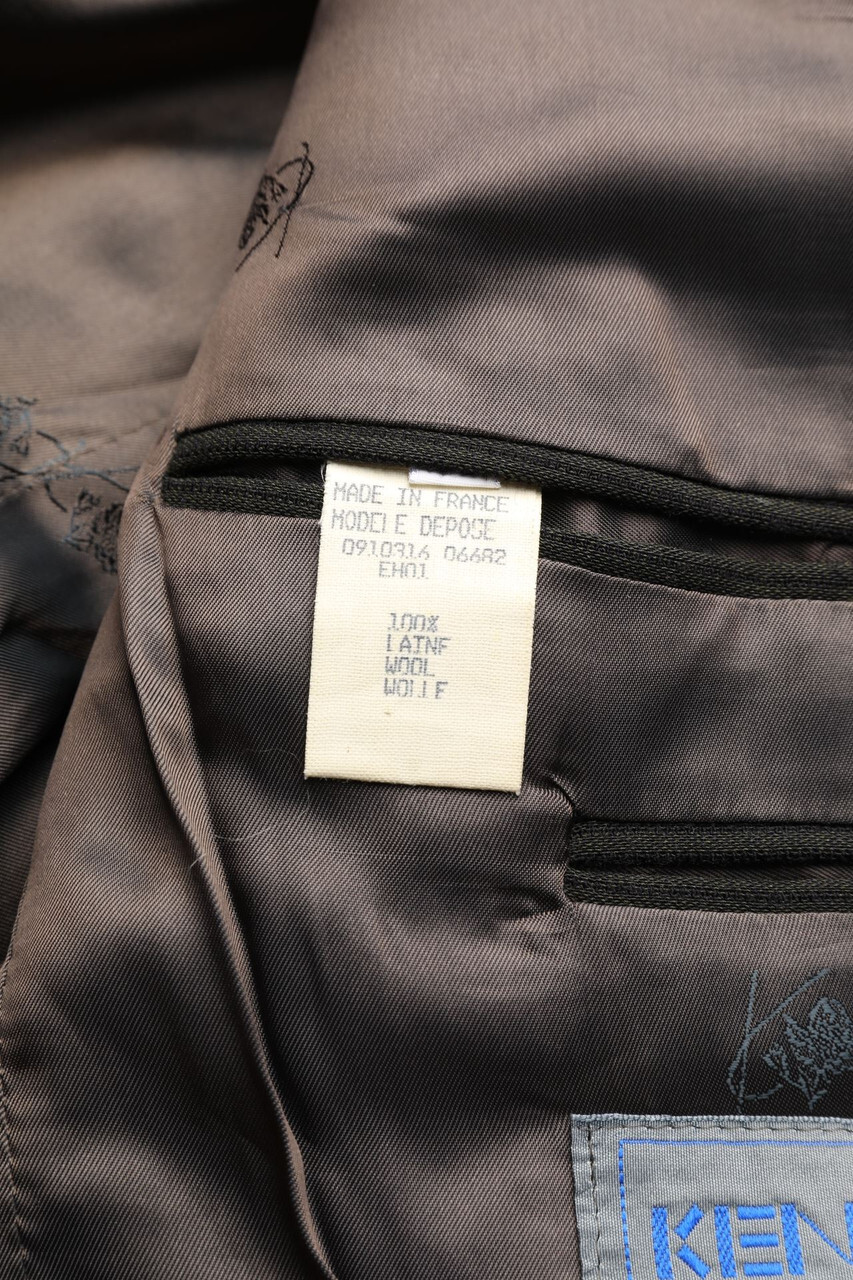 MADE IN FRANCE
MODELE DEPOSE
0910316 06682
EH01
100%
LAINE
WOOL
WOLLE
KEN